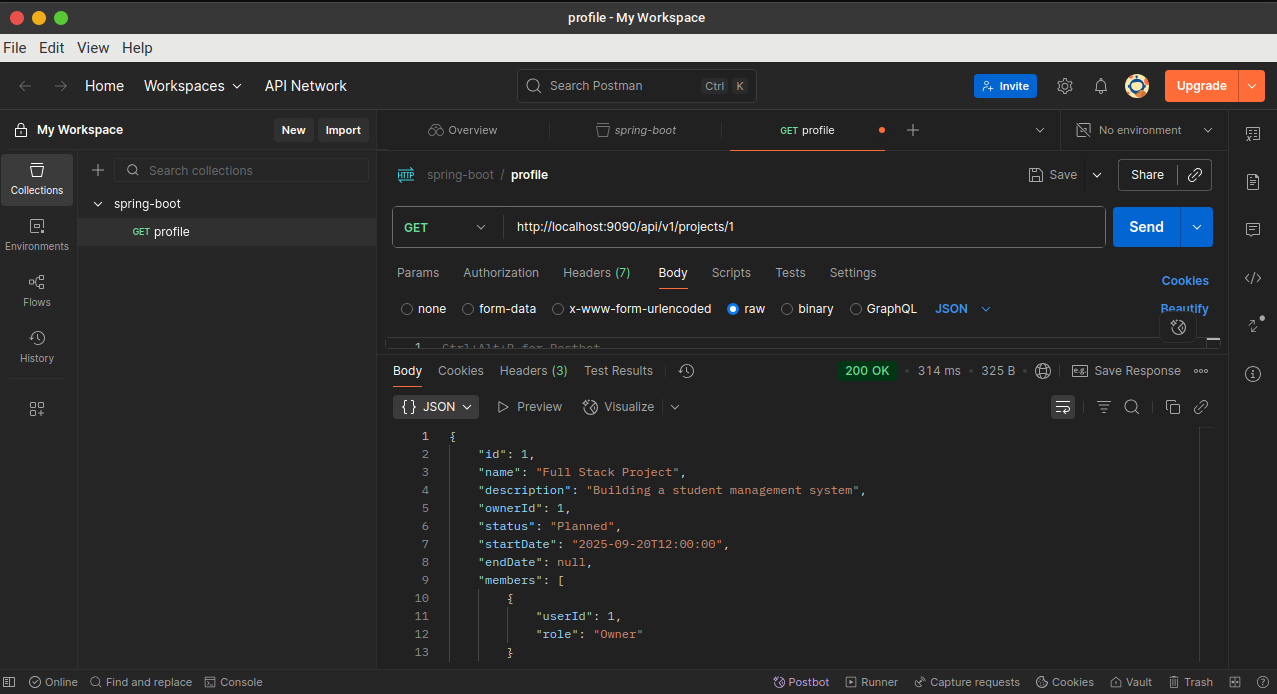 profile - My Workspace
File Edit View Help
Home Workspaces API Network Search Postman Ctrl K Invite Upgrade
My Workspace New Import Overview spring-boot GET profile No environment
Collections
Environments
Flows
History
Search collections
spring-boot
GET profile
HTTP spring-boot / profile Save Share
GET http://localhost:9090/api/v1/projects/1 Send
Params Authorization Headers (7) Body Scripts Tests Settings Cookies
none form-data x-www-form-urlencoded raw binary GraphQL JSON Beautify
1 Ctrl+Alt+P for Postbot
Body Cookies Headers (3) Test Results 200 OK • 314 ms • 325 B e.g. Save Response
{} JSON Preview Visualize
1 {
2 "id": 1,
3 "name": "Full Stack Project",
4 "description": "Building a student management system",
5 "ownerId": 1,
6 "status": "Planned",
7 "startDate": "2025-09-20T12:00:00",
8 "endDate": null,
9 "members": [
10 {
11 "userId": 1,
12 "role": "Owner"
13 }
Online Find and replace Console Postbot Runner Capture requests Cookies Vault Trash